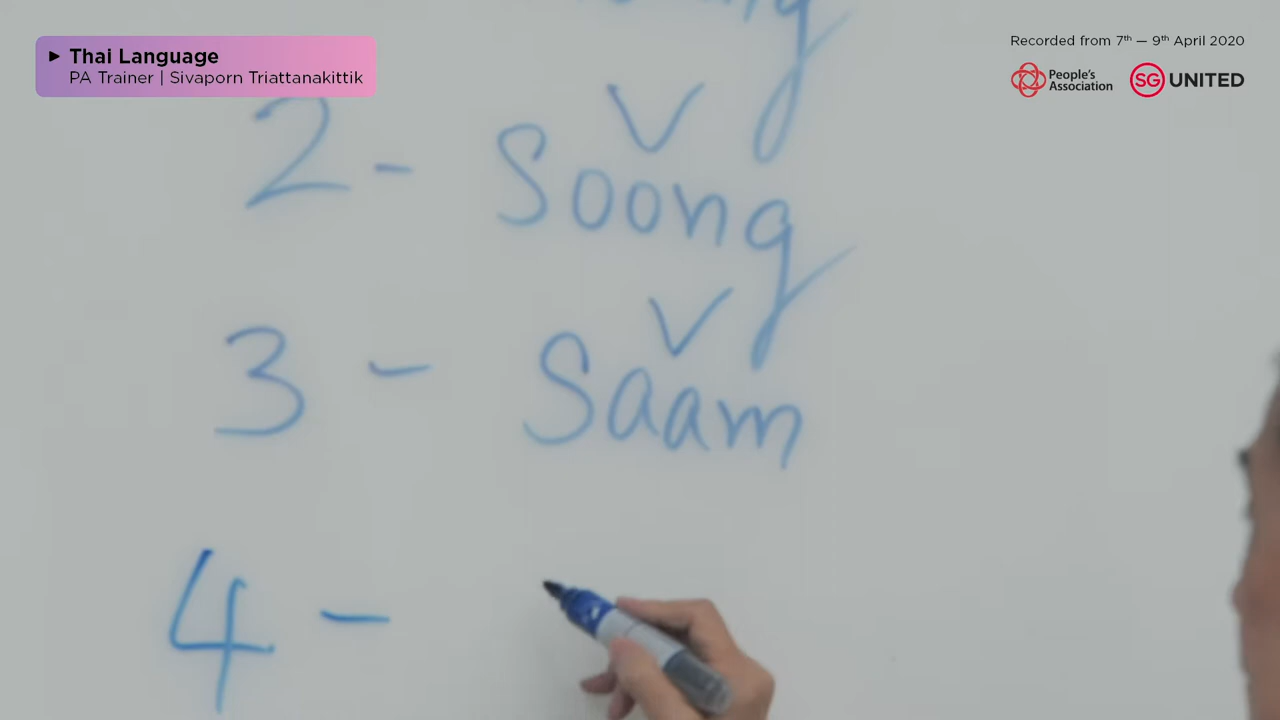 ► Thai Language
PA Trainer | Sivaporn Triattanakittik
Recorded from 7th — 9th April 2020
People's Association
SG UNITED
2 - Soong
3 - Saam
4 -